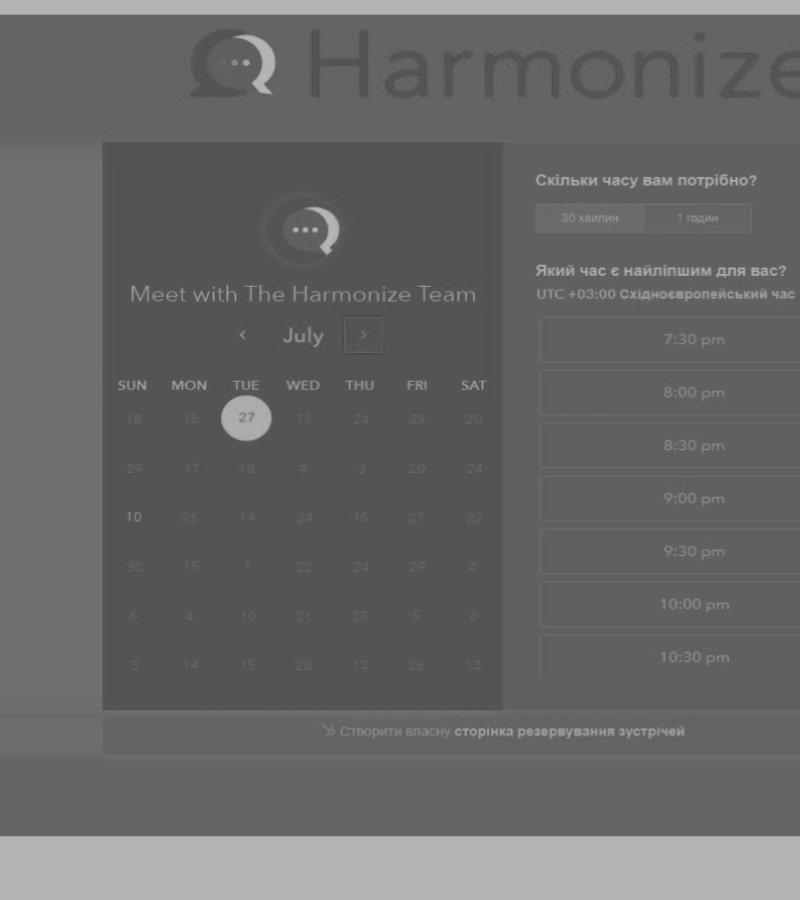 Harmonize
Meet with The Harmonize Team
July
SUN MON TUE WED THU FRI SAT
18 15 27 13 24 29 20
29 17 18 4 3 20 24
10 25 14 24 15 27 22
30 15 1 22 24 29 4
6 4 10 21 25 5 8
3 14 15 28 13 26 13
Скільки часу вам потрібно?
30 хвилин 1 годин
Який час є найліпшим для вас?
UTC +03:00 Східноєвропейський час
7:30 pm
8:00 pm
8:30 pm
9:00 pm
9:30 pm
10:00 pm
10:30 pm
Створити власну сторінка резервування зустрічей